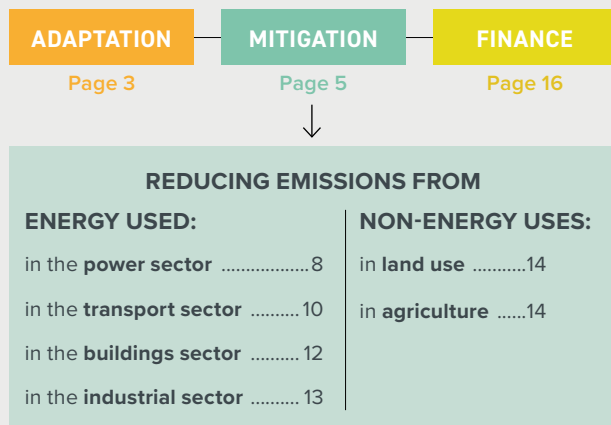 ADAPTATION
MITIGATION
FINANCE
Page 3
Page 5
Page 16
REDUCING EMISSIONS FROM
ENERGY USED:
in the power sector ..................8
in the transport sector .......... 10
in the buildings sector .......... 12
in the industrial sector .......... 13
NON-ENERGY USES:
in land use ...........14
in agriculture ......14